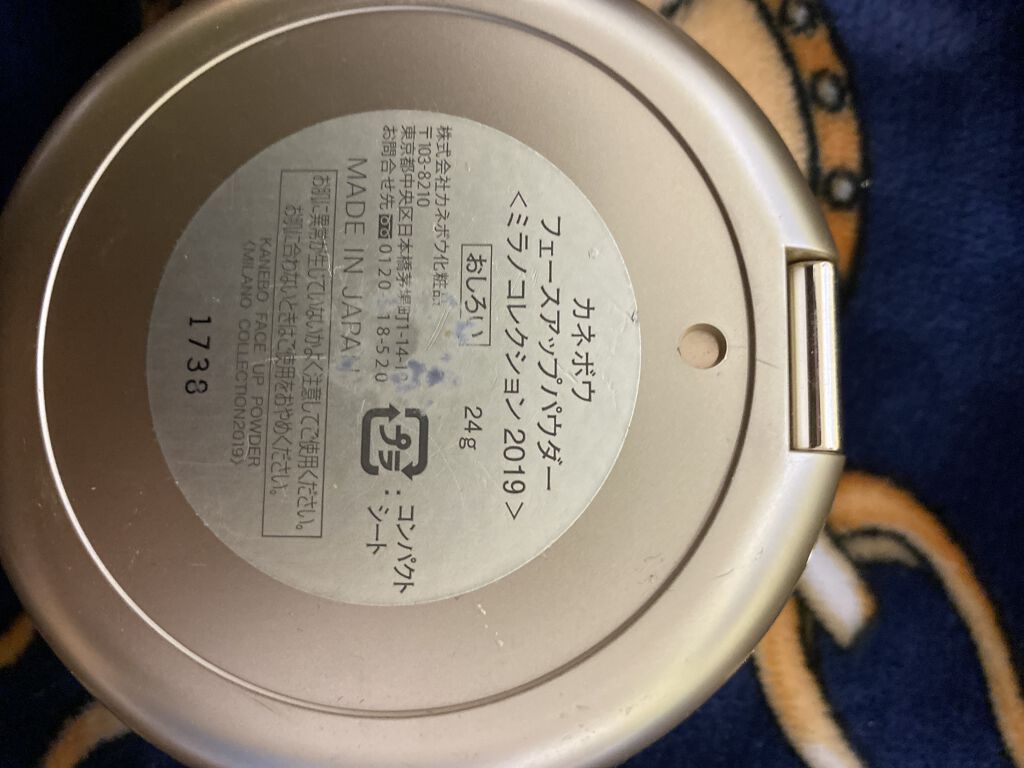 カネボウ
フェースアップパウダー
<ミラノコレクション2019>
おしろい
24g
株式会社カネボウ化粧品
〒103-8210
東京都中央区日本橋茅場町1-14-1
お問合せ先 0120 18-520
MADE IN JAPAN
プラ
:コンパクト
シート
お肌に異常が生じていないかよく注意してご使用ください。
お肌に合わないときはご使用をおやめください。
KANEBO FACE UP POWDER
《MILANO COLLECTION2019》
1738